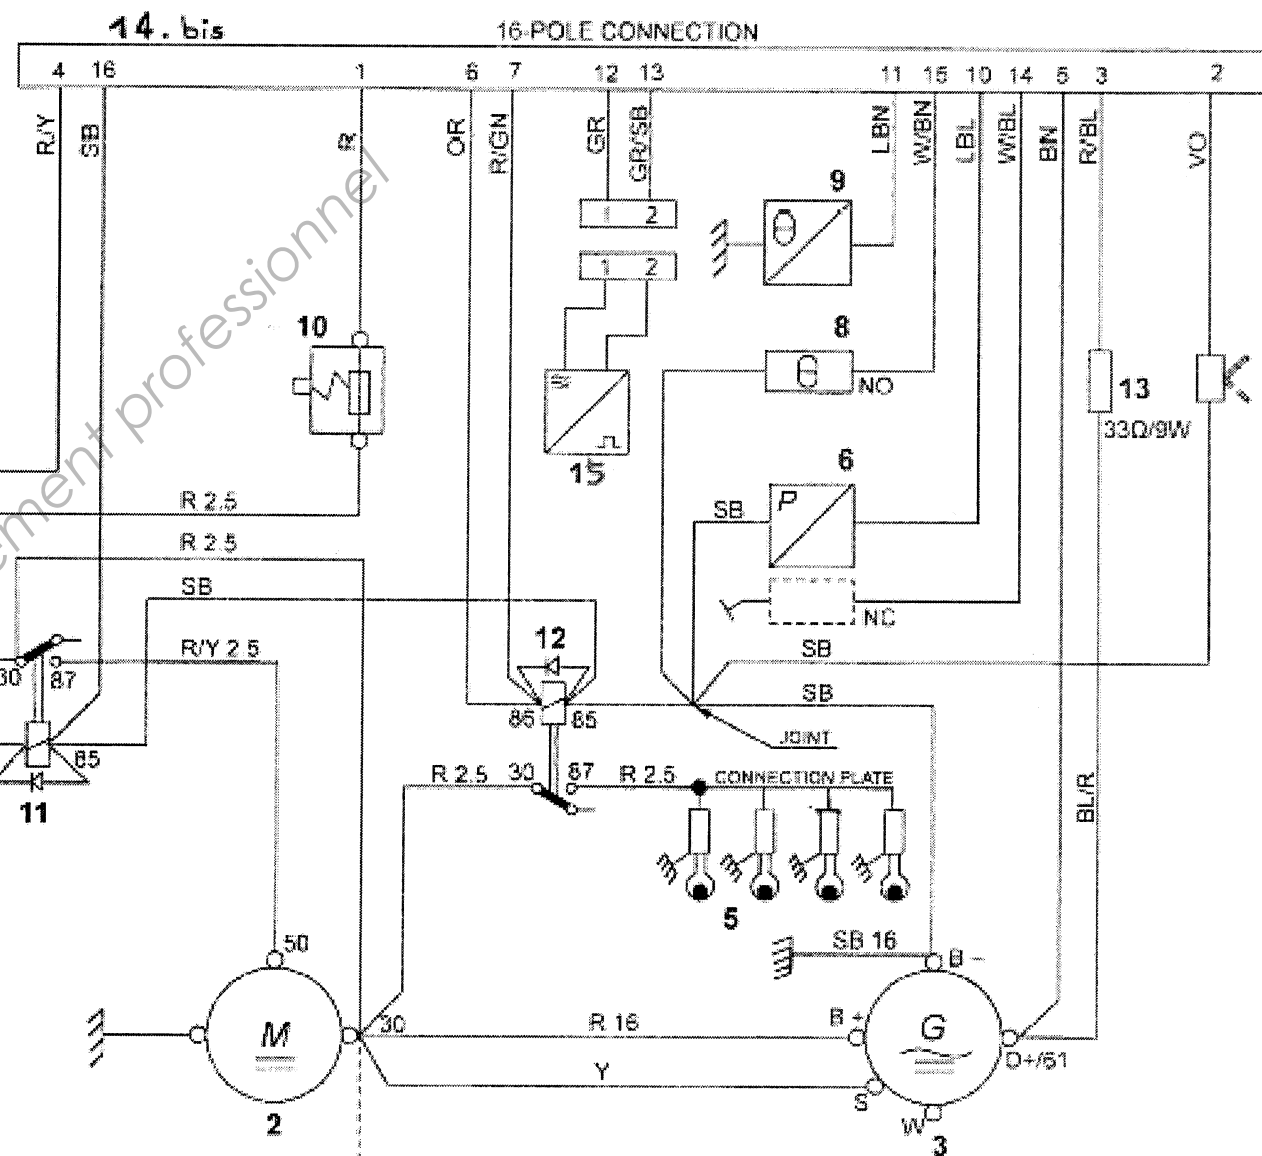 14. bis
16-POLE CONNECTION
4 16 1 6 7 12 13 11 15 10 14 5 3 2
R/Y SB R OR R/GN GR GR/SB LBN W/BN LBL W/BL BN R/BL VO
9
1 2
1 2
10
8
NO
13
33Ω/9W
15
6
SB P
NC
R 2.5
R 2.5
SB
R/Y 2.5
12
SB
SB
30 87
86 85
JOINT
85
11
R 2.5 30 87 R 2.5 CONNECTION PLATE
BL/R
5
50
SB 16
B -
M
30
R 16
B +
G
D+/61
Y
S
W
2
3
ement professionnel